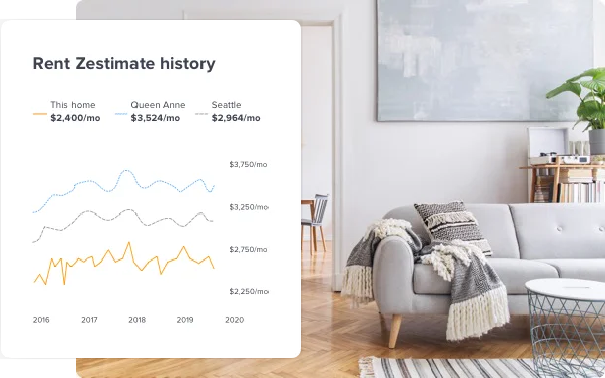 Rent Zestimate history
This home Queen Anne Seattle
$2,400/mo $3,524/mo $2,964/mo
$3,750/mo
$3,250/mo
$2,750/mo
$2,250/mo
2016 2017 2018 2019 2020